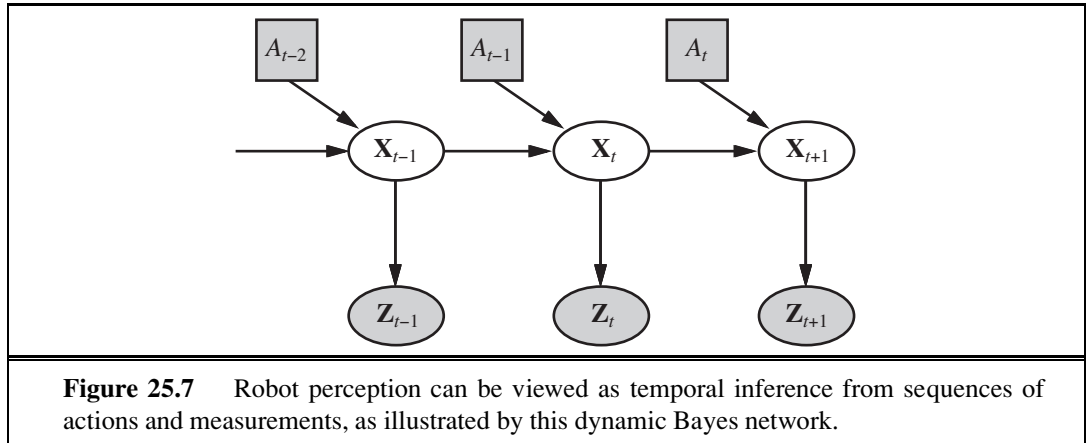 A_{t−2} A_{t−1} A_t
X_{t−1} X_t X_{t+1}
Z_{t−1} Z_t Z_{t+1}
Figure 25.7 Robot perception can be viewed as temporal inference from sequences of
actions and measurements, as illustrated by this dynamic Bayes network.